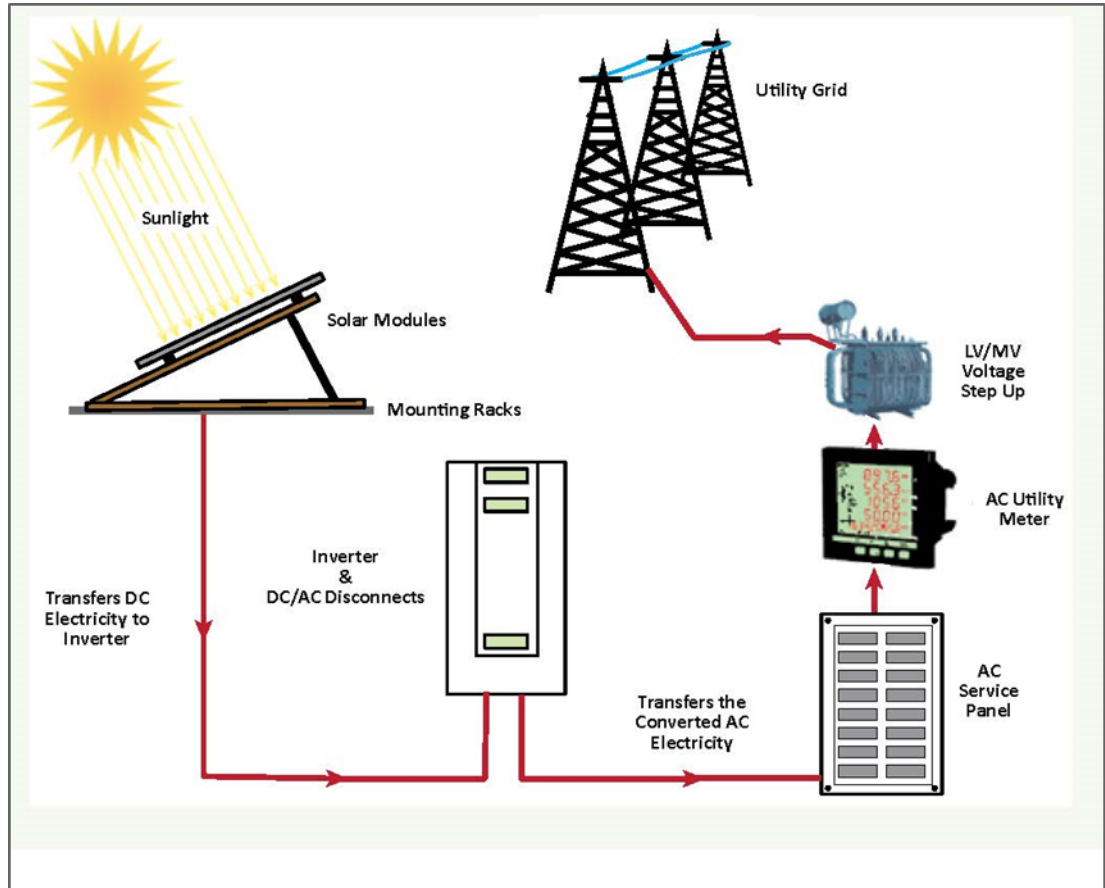 Utility Grid
Sunlight
Solar Modules
Mounting Racks
LV/MV
Voltage
Step Up
AC Utility
Meter
Inverter
&
DC/AC Disconnects
Transfers DC
Electricity to
Inverter
Transfers the
Converted AC
Electricity
AC
Service
Panel